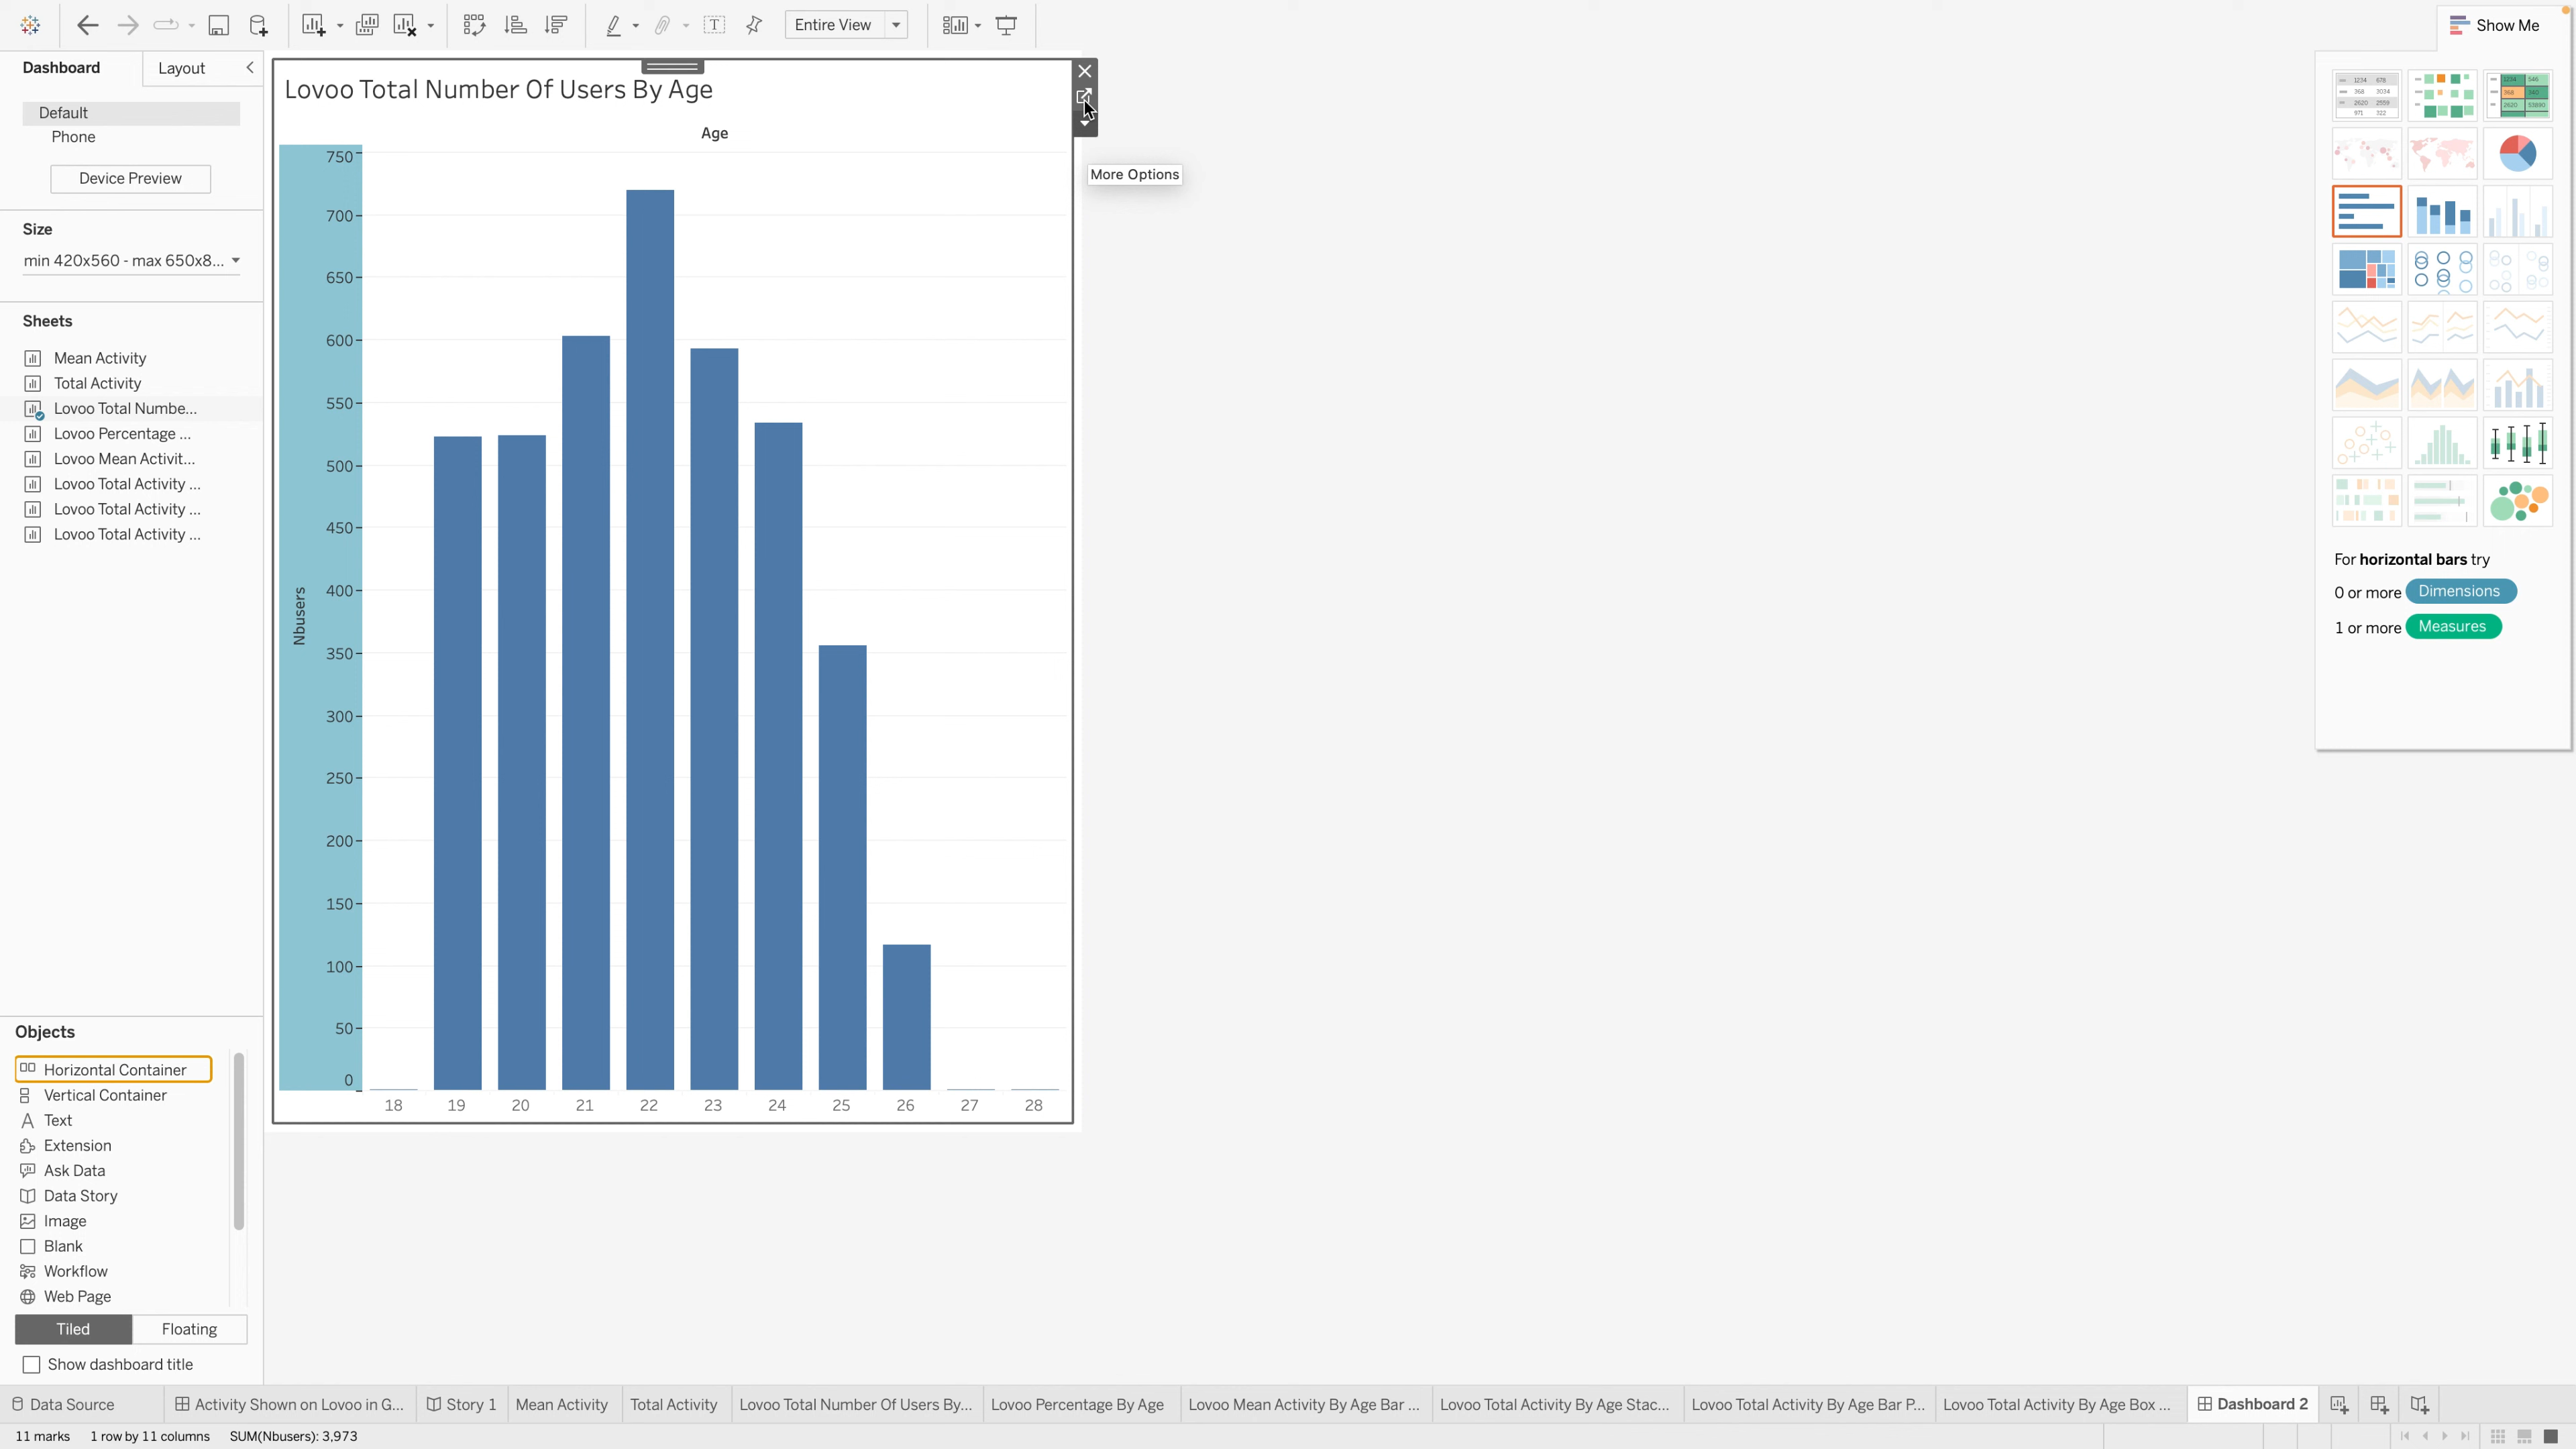 Entire View
Show Me
Dashboard
Layout
Default
Phone
Device Preview
Size
min 420x560 - max 650x8...
Sheets
Mean Activity
Total Activity
Lovoo Total Numbe...
Lovoo Percentage ...
Lovoo Mean Activit...
Lovoo Total Activity ...
Lovoo Total Activity ...
Lovoo Total Activity ...
Objects
Horizontal Container
Vertical Container
Text
Extension
Ask Data
Data Story
Image
Blank
Workflow
Web Page
Tiled Floating
Show dashboard title
Lovoo Total Number Of Users By Age
Age
More Options
Nbusers
750
700
650
600
550
500
450
400
350
300
250
200
150
100
50
0
18 19 20 21 22 23 24 25 26 27 28
For horizontal bars try
0 or more Dimensions
1 or more Measures
Data Source Activity Shown on Lovoo in G... Story 1 Mean Activity Total Activity Lovoo Total Number Of Users By... Lovoo Percentage By Age Lovoo Mean Activity By Age Bar ... Lovoo Total Activity By Age Stac... Lovoo Total Activity By Age Bar P... Lovoo Total Activity By Age Box ... Dashboard 2
11 marks 1 row by 11 columns SUM(Nbusers): 3,973